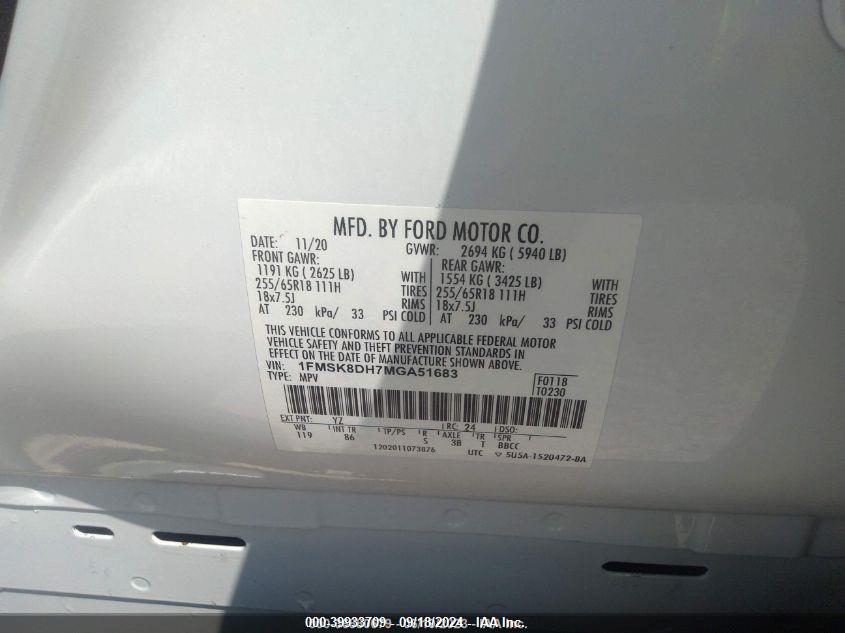 MFD. BY FORD MOTOR CO.
DATE: 11/20 GVWR: 2694 KG ( 5940 LB)
FRONT GAWR: REAR GAWR:
1191 KG ( 2625 LB) WITH 1554 KG ( 3425 LB) WITH
255/65R18 111H TIRES 255/65R18 111H TIRES
18x7.5J RIMS 18x7.5J RIMS
AT 230 kPa/ 33 PSI COLD AT 230 kPa/ 33 PSI COLD
THIS VEHICLE CONFORMS TO ALL APPLICABLE FEDERAL MOTOR
VEHICLE SAFETY AND THEFT PREVENTION STANDARDS IN
EFFECT ON THE DATE OF MANUFACTURE SHOWN ABOVE.
VIN: 1FMSK8DH7MGA51683 F0118
TYPE: MPV T0230
EXT PNT: YZ RC: 24 DSO:
WB INT TR TP/PS R AXLE TR SPR
119 86 S 3B T BBCC
1202011073876 UTC 5U5A-1520472-BA
000-39933709 - 09/18/2024 - IAA Inc.